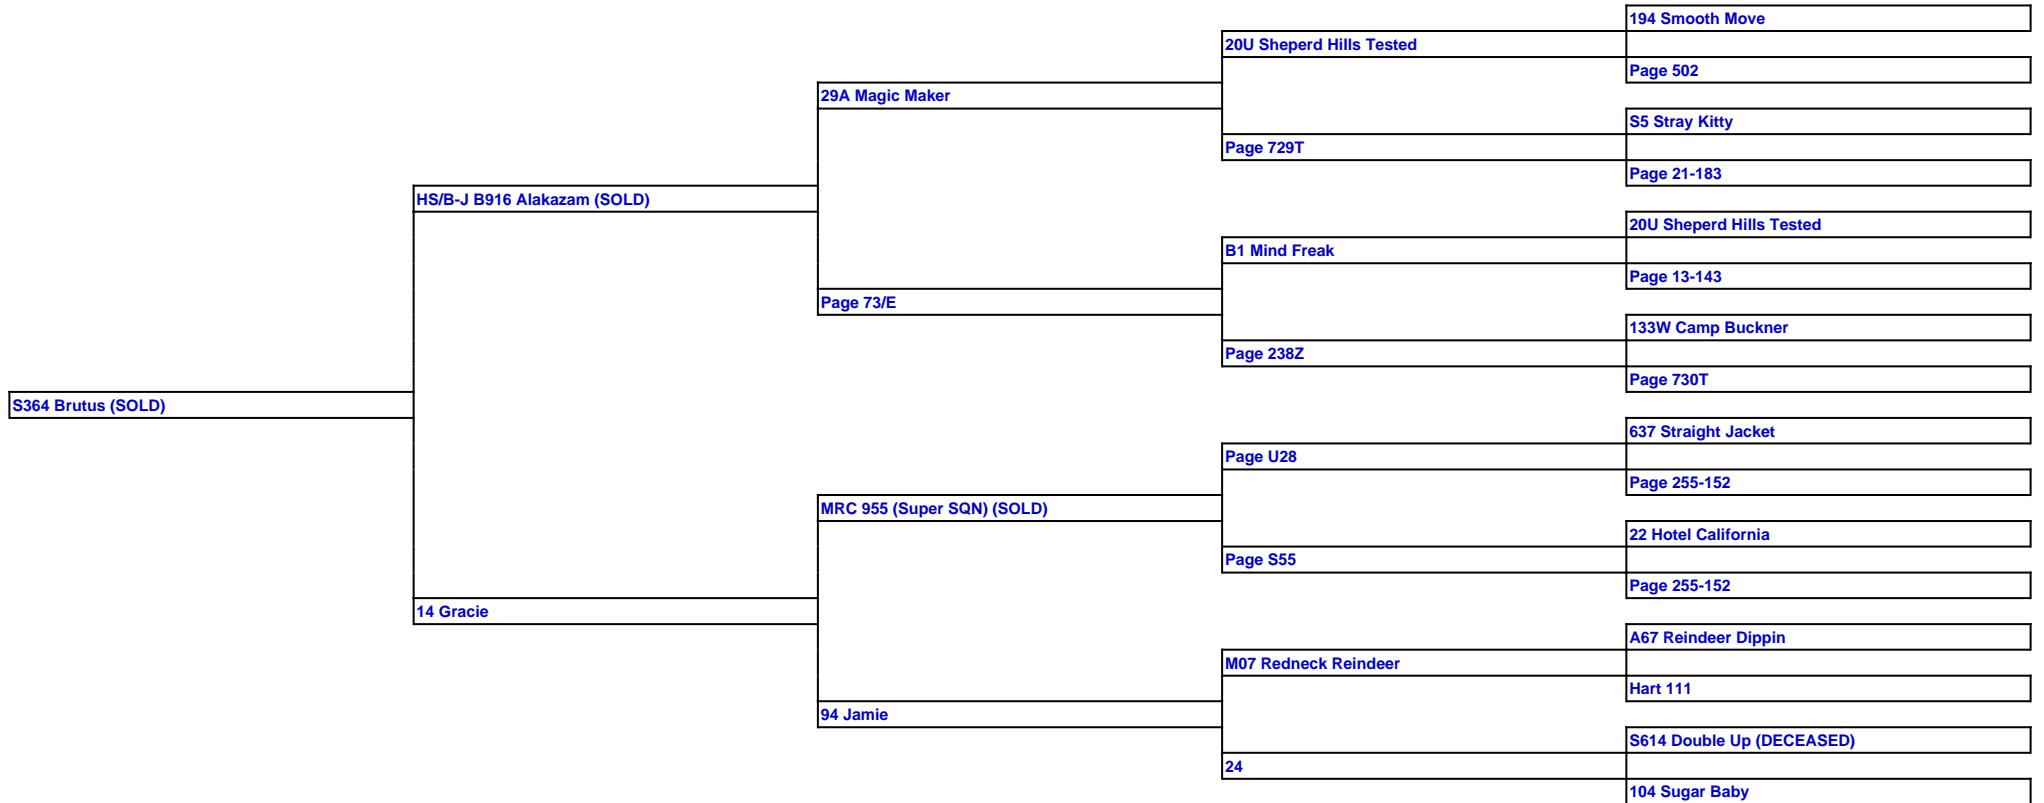 194 Smooth Move
20U Sheperd Hills Tested
Page 502
29A Magic Maker
S5 Stray Kitty
Page 729T
Page 21-183
HS/B-J B916 Alakazam (SOLD)
20U Sheperd Hills Tested
B1 Mind Freak
Page 13-143
Page 73/E
133W Camp Buckner
Page 238Z
Page 730T
S364 Brutus (SOLD)
637 Straight Jacket
Page U28
Page 255-152
MRC 955 (Super SQN) (SOLD)
22 Hotel California
Page S55
Page 255-152
14 Gracie
A67 Reindeer Dippin
M07 Redneck Reindeer
Hart 111
94 Jamie
S614 Double Up (DECEASED)
24
104 Sugar Baby